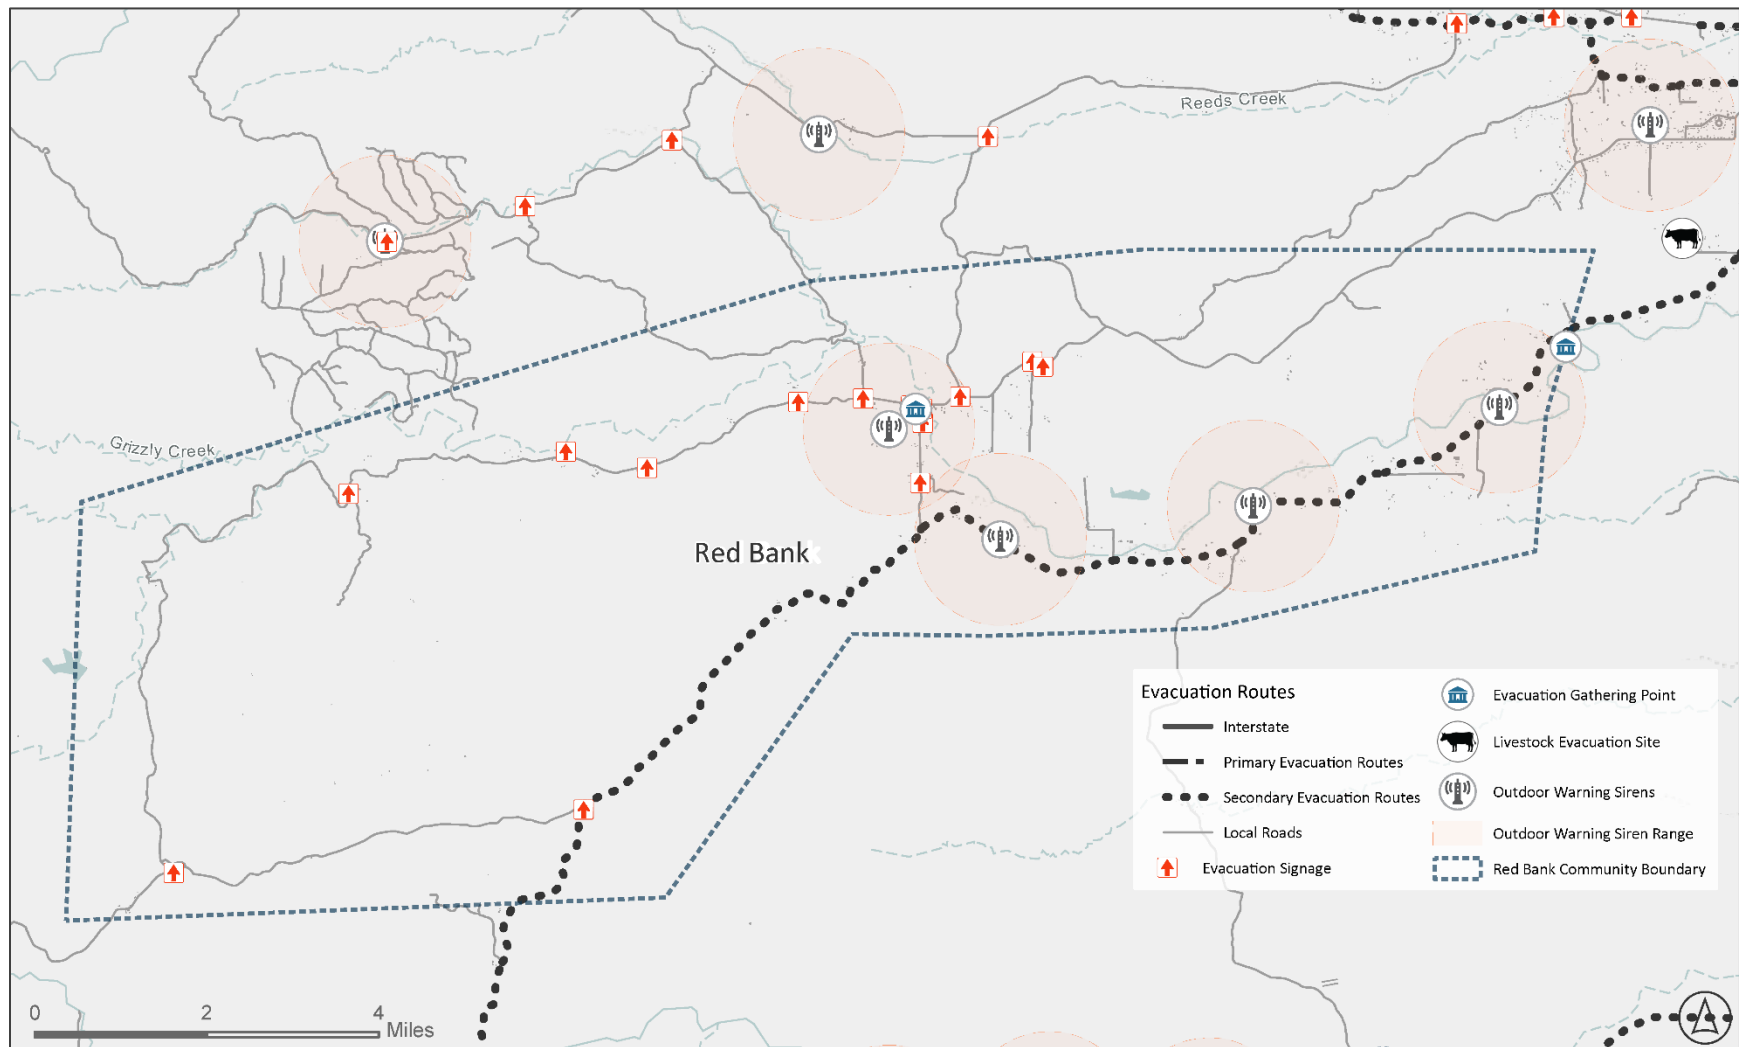 Reeds Creek
Grizzly Creek
Red Bank
Evacuation Routes
Interstate
Primary Evacuation Routes
Secondary Evacuation Routes
Local Roads
Evacuation Signage
Evacuation Gathering Point
Livestock Evacuation Site
Outdoor Warning Sirens
Outdoor Warning Siren Range
Red Bank Community Boundary
0 2 4
Miles